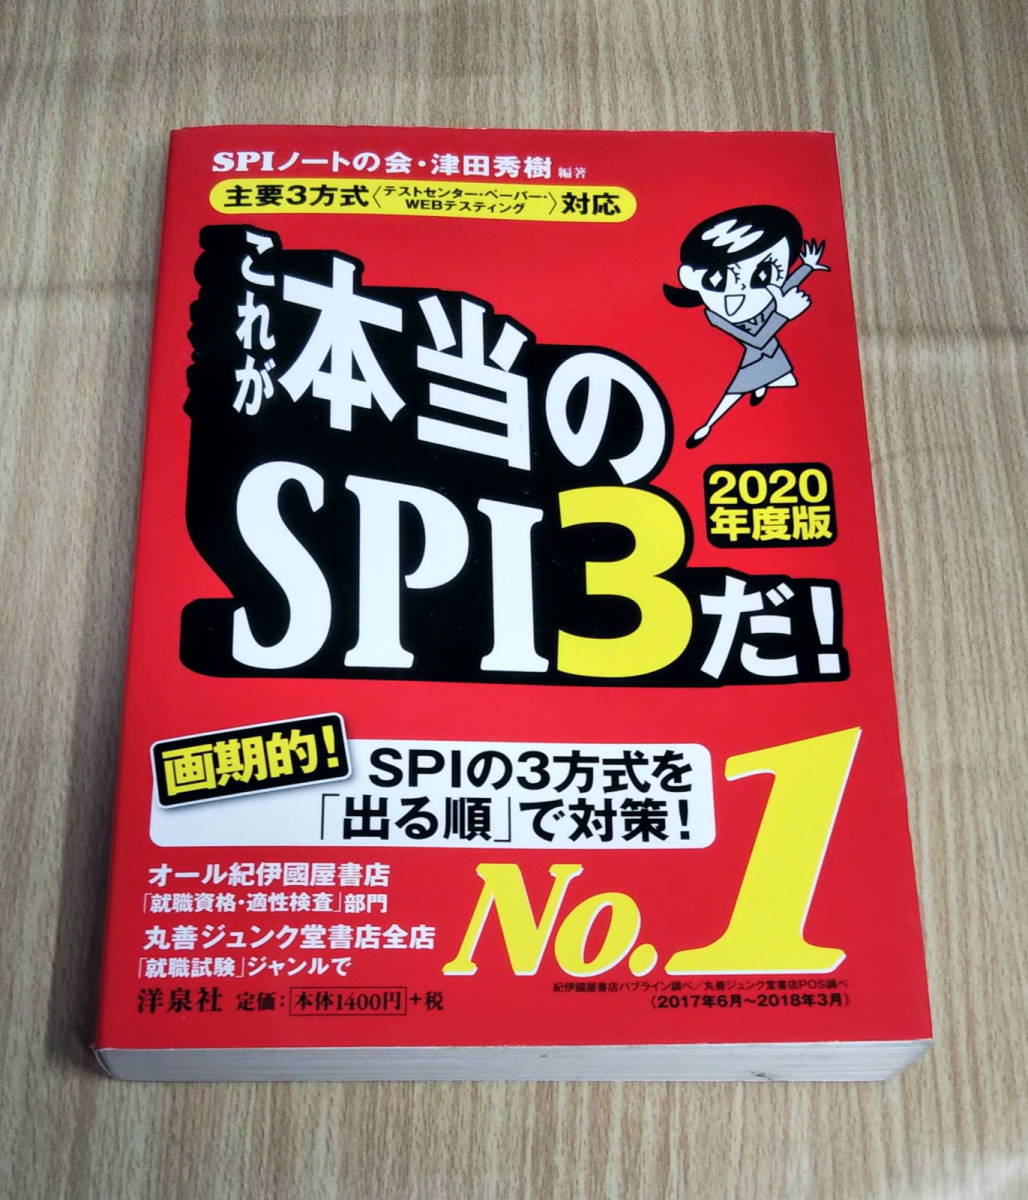 SPIノートの会・津田秀樹 編著
主要3方式〈テストセンター・ペーパー・WEBテスティング〉対応
これが
本当の
SPI3だ!
2020
年度版
画期的!
SPIの3方式を
「出る順」で対策!
オール紀伊國屋書店
「就職資格・適性検査」部門
丸善ジュンク堂書店全店
「就職試験」ジャンルで
No.1
紀伊國屋書店パブライン調べ/丸善ジュンク堂書店POS調べ
(2017年6月~2018年3月)
洋泉社 定価:本体1400円+税